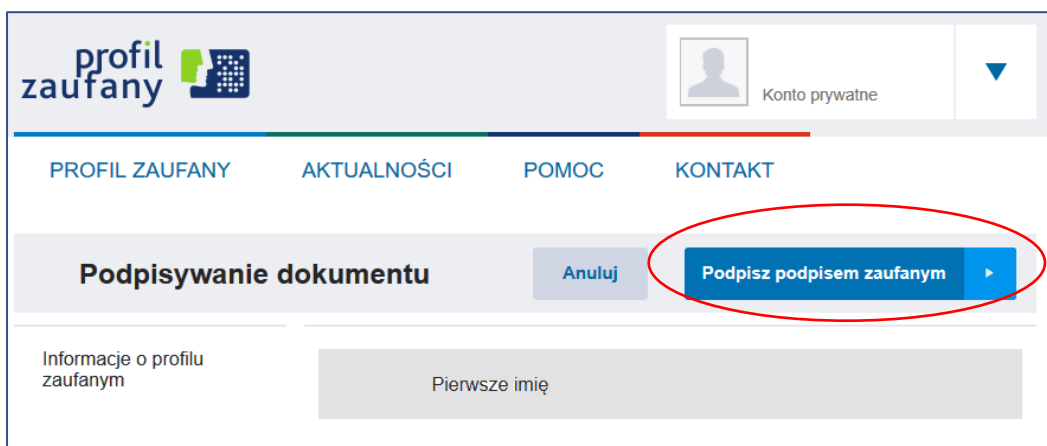 profil
zaufany
Konto prywatne
PROFIL ZAUFANY AKTUALNOŚCI POMOC KONTAKT
Podpisywanie dokumentu Anuluj Podpisz podpisem zaufanym
Informacje o profilu
zaufanym
Pierwsze imię